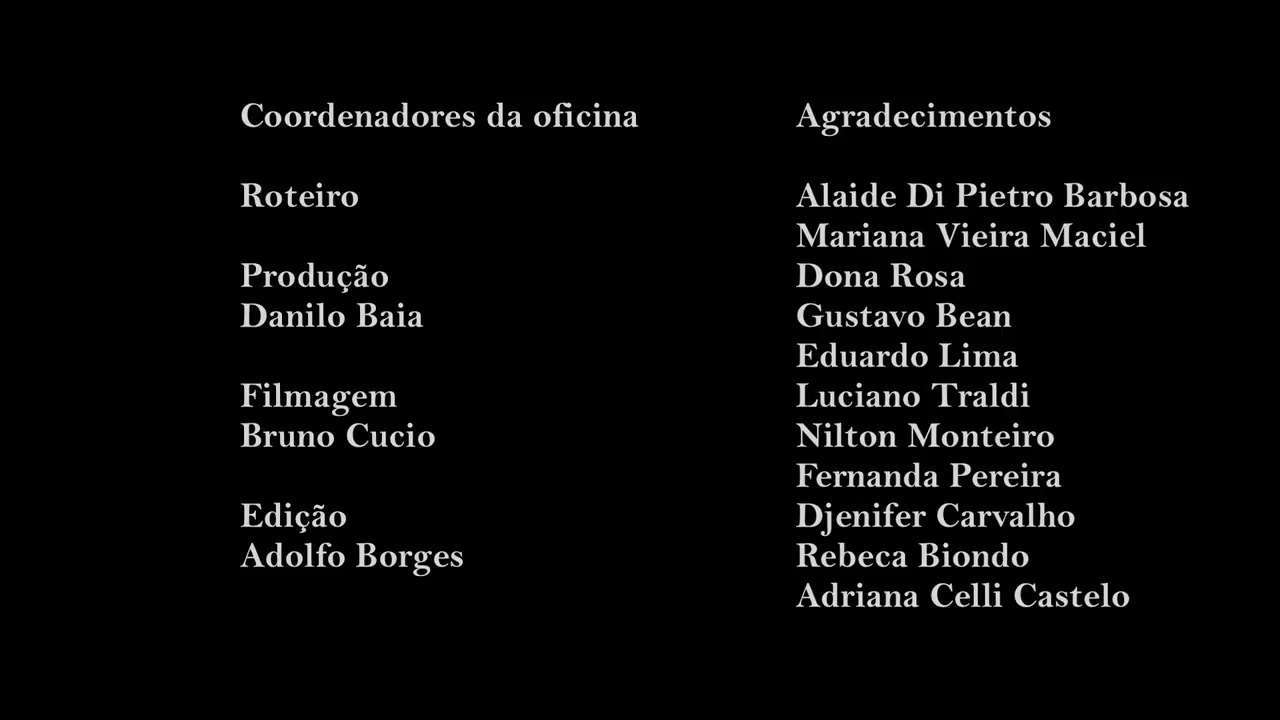 Coordenadores da oficina
Roteiro
Produção
Danilo Baia
Filmagem
Bruno Cucio
Edição
Adolfo Borges
Agradecimentos
Alaide Di Pietro Barbosa
Mariana Vieira Maciel
Dona Rosa
Gustavo Bean
Eduardo Lima
Luciano Traldi
Nilton Monteiro
Fernanda Pereira
Djenifer Carvalho
Rebeca Biondo
Adriana Celli Castelo